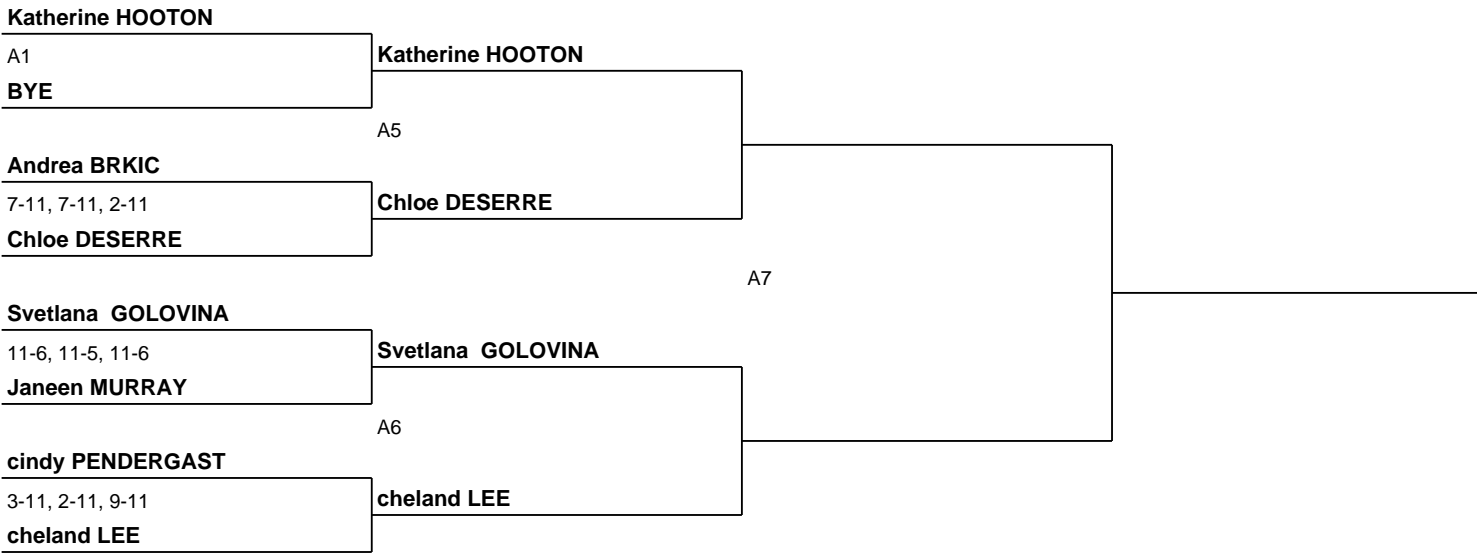 Katherine HOOTON
A1
BYE
Andrea BRKIC
7-11, 7-11, 2-11
Chloe DESERRE
Svetlana  GOLOVINA
11-6, 11-5, 11-6
Janeen MURRAY
cindy PENDERGAST
3-11, 2-11, 9-11
cheland LEE
Katherine HOOTON
A5
Chloe DESERRE
Svetlana  GOLOVINA
A6
cheland LEE
A7